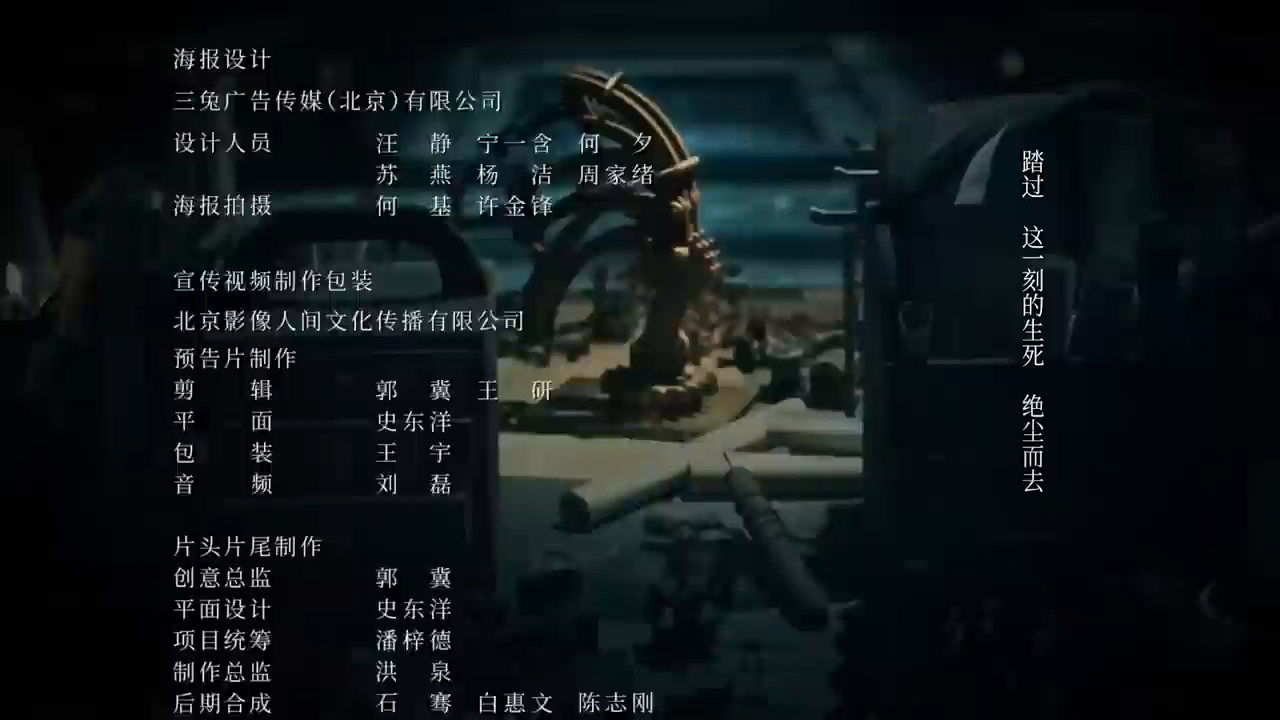 海报设计
三兔广告传媒(北京)有限公司
设计人员 汪 静 宁一含 何 夕
苏 燕 杨 洁 周家绪
海报拍摄 何 基 许金锋
宣传视频制作包装
北京影像人间文化传播有限公司
预告片制作
剪 辑 郭 冀 王 研
平 面 史东洋
包 装 王 宇
音 频 刘 磊
片头片尾制作
创意总监 郭 冀
平面设计 史东洋
项目统筹 潘梓德
制作总监 洪 泉
后期合成 石 骞 白惠文 陈志刚
踏过 这一刻的生死 绝尘而去